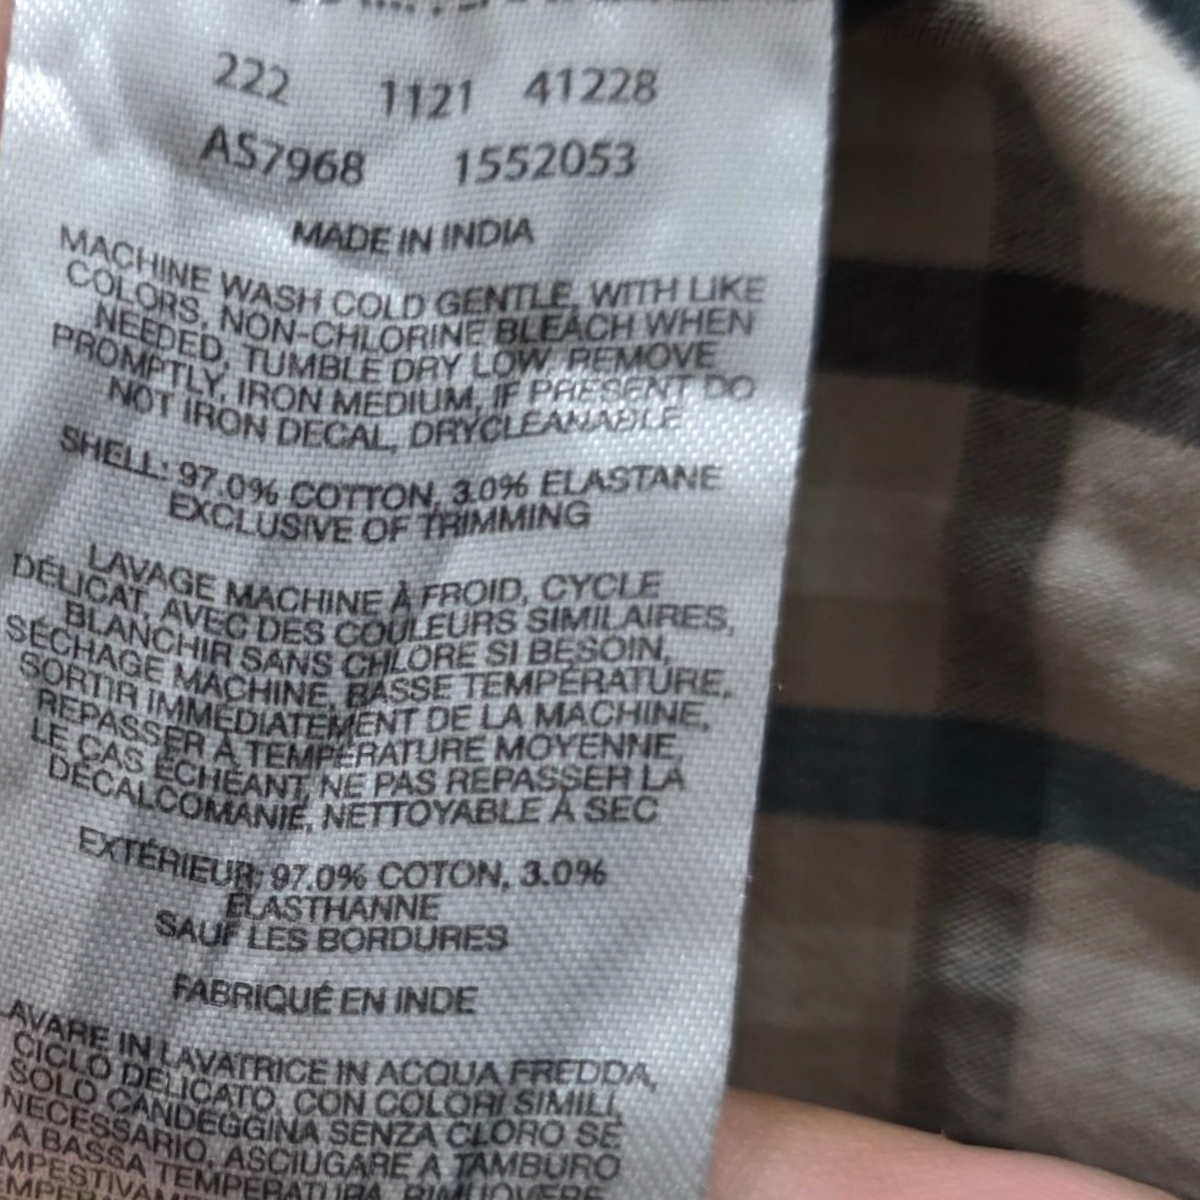 222 1121 41228
AS7968 1552053
MADE IN INDIA
MACHINE WASH COLD GENTLE, WITH LIKE
COLORS, NON-CHLORINE BLEACH WHEN
NEEDED, TUMBLE DRY LOW, REMOVE
PROMPTLY, IRON MEDIUM, IF PRESENT DO
NOT IRON DECAL, DRYCLEANABLE
SHELL: 97.0% COTTON, 3.0% ELASTANE
EXCLUSIVE OF TRIMMING
LAVAGE MACHINE À FROID, CYCLE
DÉLICAT, AVEC DES COULEURS SIMILAIRES,
BLANCHIR SANS CHLORE SI BESOIN,
SÉCHAGE MACHINE, BASSE TEMPÉRATURE,
SORTIR IMMÉDIATEMENT DE LA MACHINE,
REPASSER À TEMPÉRATURE MOYENNE
LE CAS ÉCHÉANT, NE PAS REPASSER LA
DÉCALCOMANIE, NETTOYABLE À SEC
EXTÉRIEUR: 97.0% COTON, 3.0%
ÉLASTHANNE
SAUF LES BORDURES
FABRIQUÉ EN INDE
LAVARE IN LAVATRICE IN ACQUA FREDDA,
CICLO DELICATO, CON COLORI SIMILI,
SOLO CANDEGGINA SENZA CLORO SE
NECESSARIO, ASCIUGARE A TAMBURO
A BASSA TEMPERATURA, RIMUOVERE